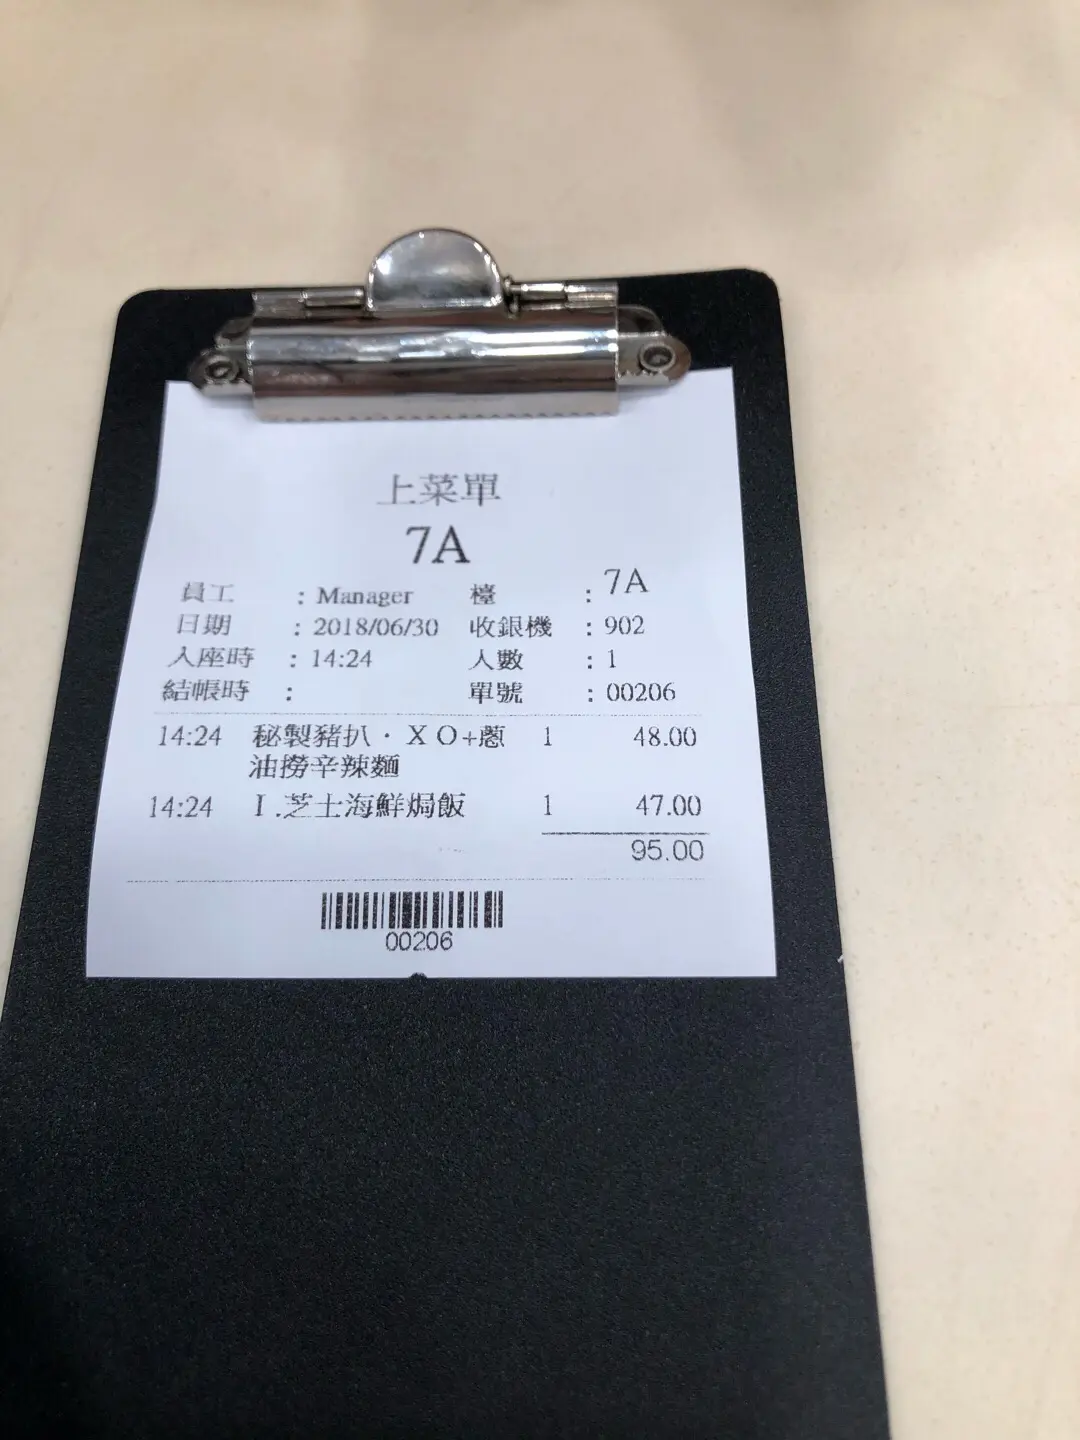 上菜單
7A
員工 : Manager 檯 : 7A
日期 : 2018/06/30 收銀機 : 902
入座時 : 14:24 人數 : 1
結帳時 : 單號 : 00206
14:24 秘製豬扒·XO+蔥 1 48.00
油撈辛辣麵
14:24 I.芝士海鮮焗飯 1 47.00
95.00
00206